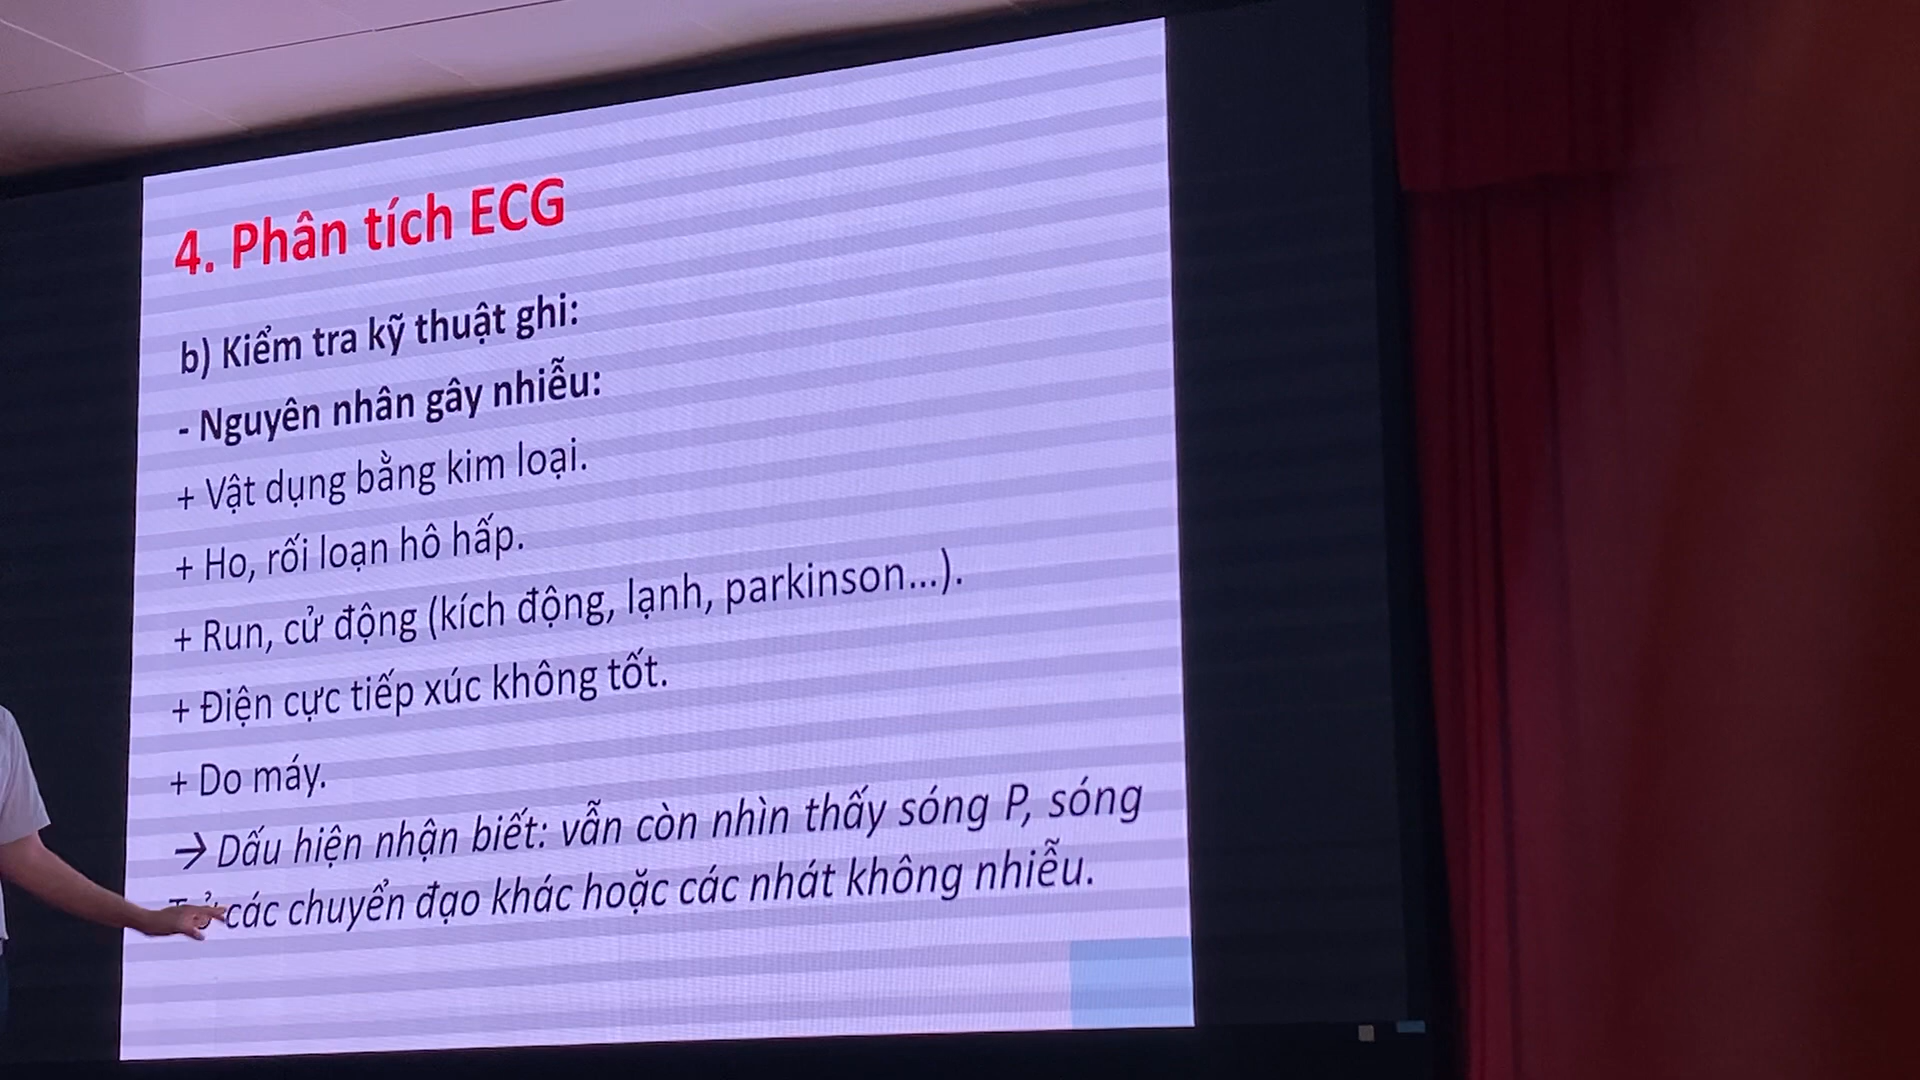 4. Phân tích ECG
b) Kiểm tra kỹ thuật ghi:
- Nguyên nhân gây nhiễu:
+ Vật dụng bằng kim loại.
+ Ho, rối loạn hô hấp.
+ Run, cử động (kích động, lạnh, parkinson...).
+ Điện cực tiếp xúc không tốt.
+ Do máy.
→ Dấu hiện nhận biết: vẫn còn nhìn thấy sóng P, sóng
các chuyển đạo khác hoặc các nhát không nhiễu.